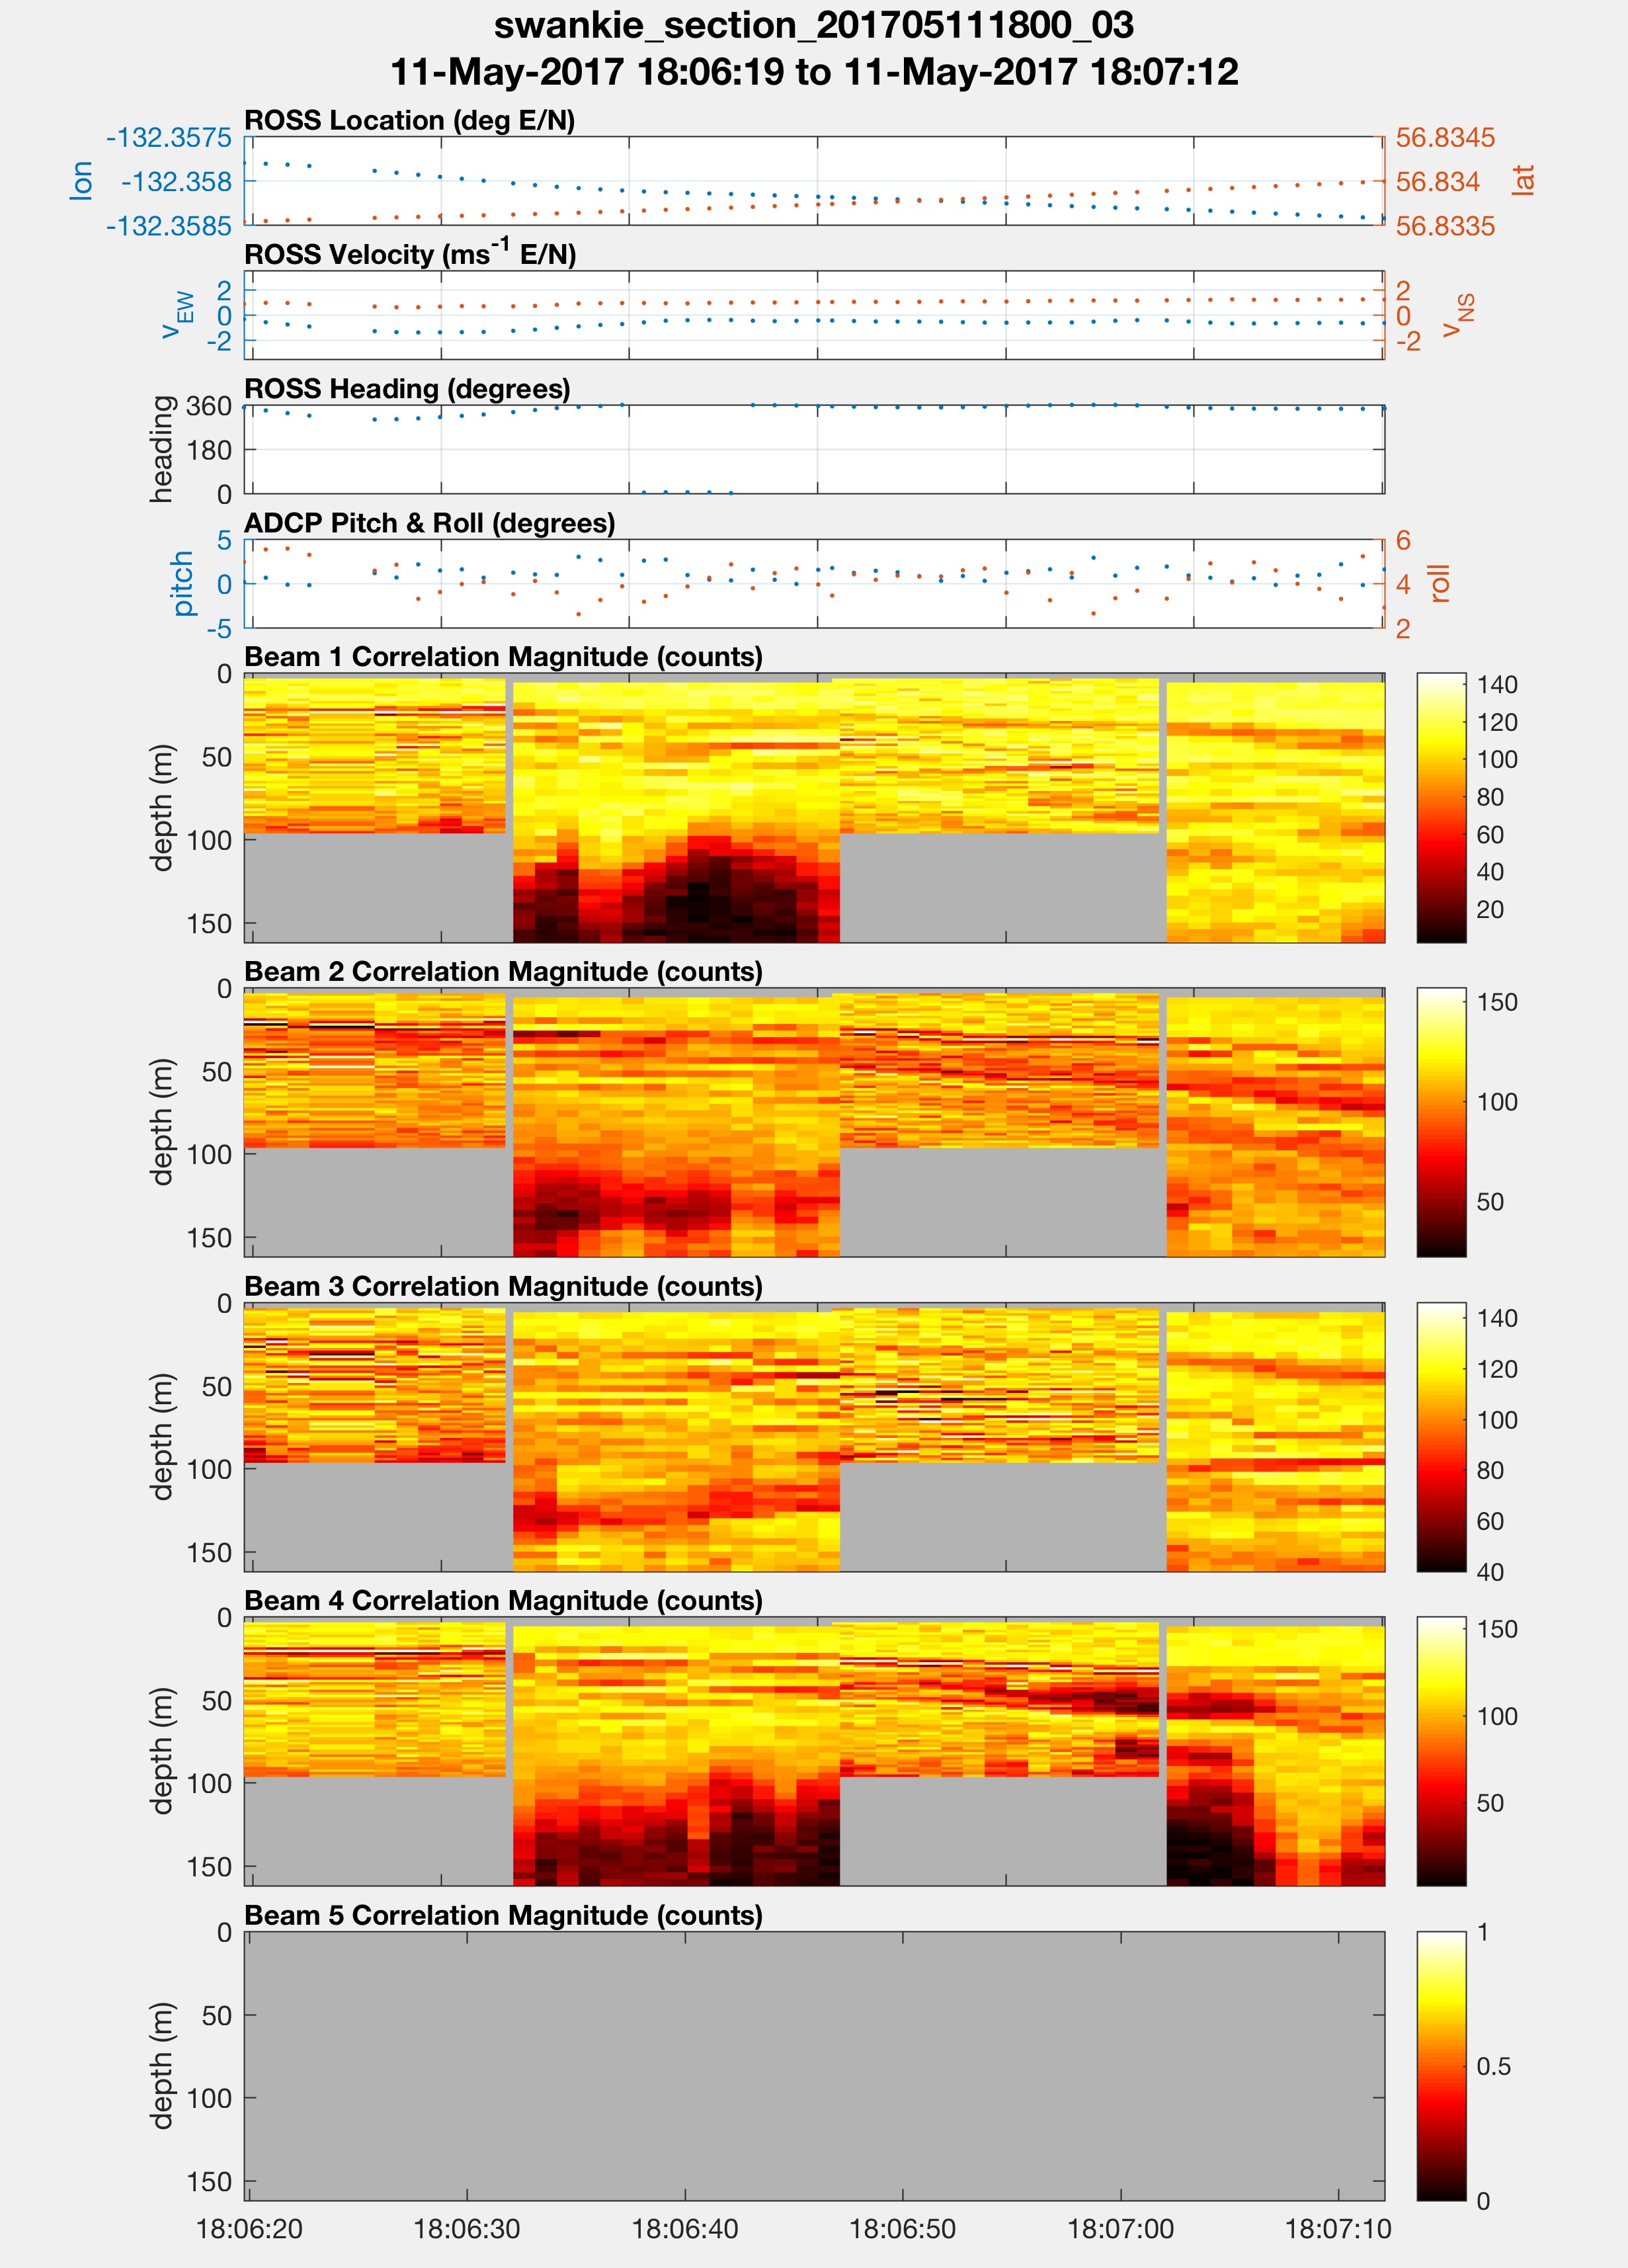 swankie_section_201705111800_03
11-May-2017 18:06:19 to 11-May-2017 18:07:12
ROSS Location (deg E/N)
-132.3575
-132.358
-132.3585
lon
56.8345
56.834
56.8335
lat
ROSS Velocity (ms-1 E/N)
2
0
-2
vEW
2
0
-2
vNS
ROSS Heading (degrees)
360
180
0
heading
ADCP Pitch & Roll (degrees)
5
0
-5
pitch
6
4
2
roll
Beam 1 Correlation Magnitude (counts)
0
50
100
150
depth (m)
140
120
100
80
60
40
20
Beam 2 Correlation Magnitude (counts)
0
50
100
150
depth (m)
150
100
50
Beam 3 Correlation Magnitude (counts)
0
50
100
150
depth (m)
140
120
100
80
60
40
Beam 4 Correlation Magnitude (counts)
0
50
100
150
depth (m)
150
100
50
Beam 5 Correlation Magnitude (counts)
0
50
100
150
depth (m)
1
0.5
0
18:06:20 18:06:30 18:06:40 18:06:50 18:07:00 18:07:10